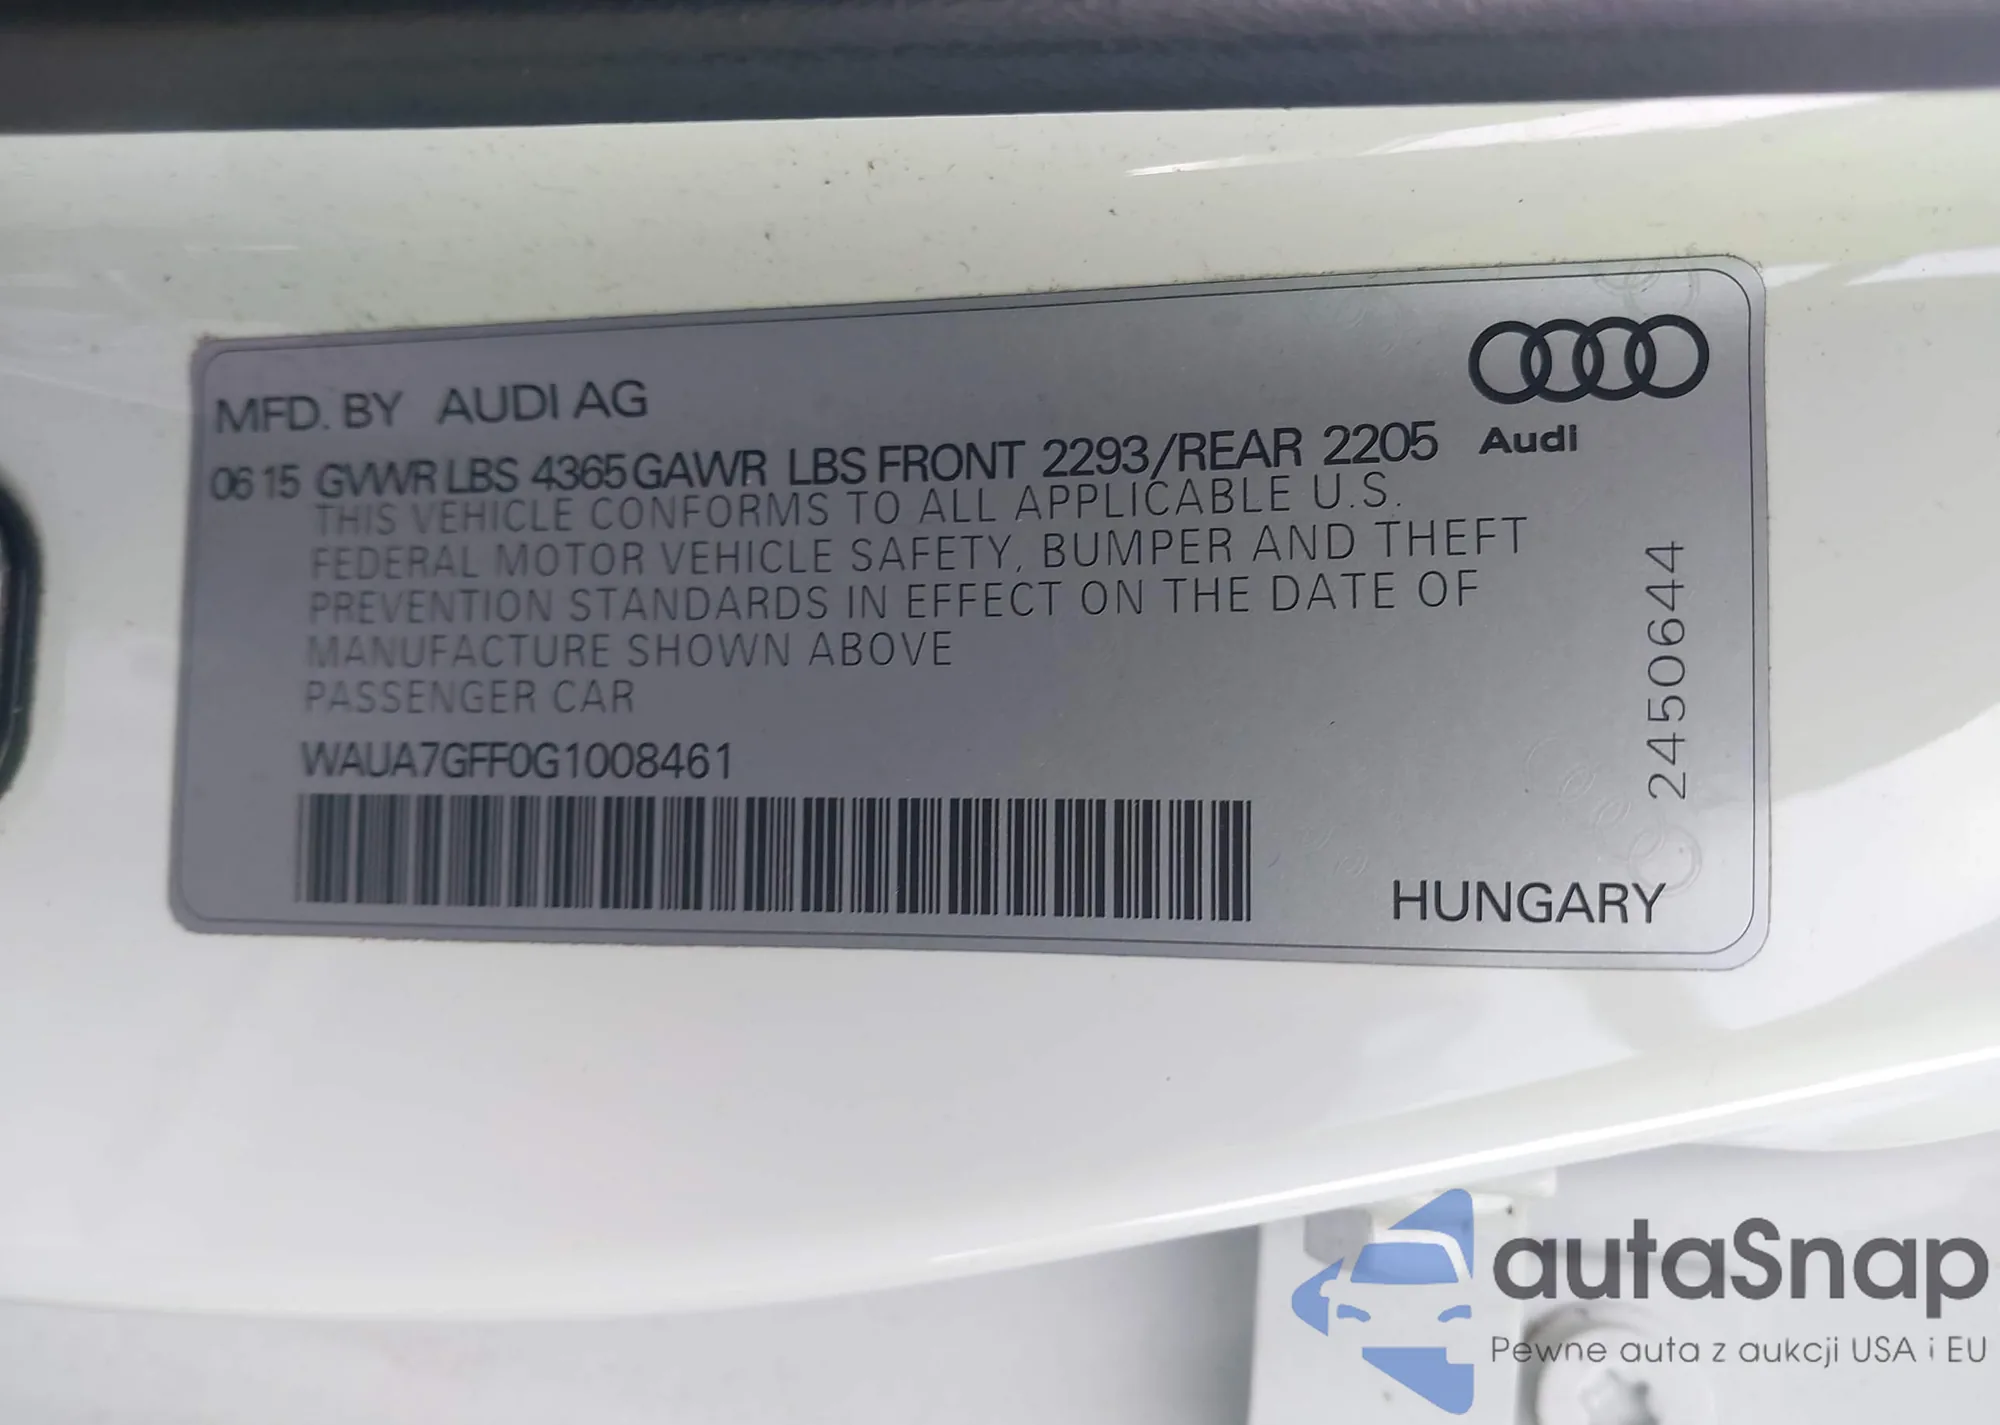 MFD. BY AUDI AG
06 15 GVWR LBS 4365 GAWR LBS FRONT 2293/REAR 2205
Audi
THIS VEHICLE CONFORMS TO ALL APPLICABLE U.S.
FEDERAL MOTOR VEHICLE SAFETY, BUMPER AND THEFT
PREVENTION STANDARDS IN EFFECT ON THE DATE OF
MANUFACTURE SHOWN ABOVE
PASSENGER CAR
WAUA7GFF0G1008461
2450644
HUNGARY
autaSnap
Pewne auta z aukcji USA i EU